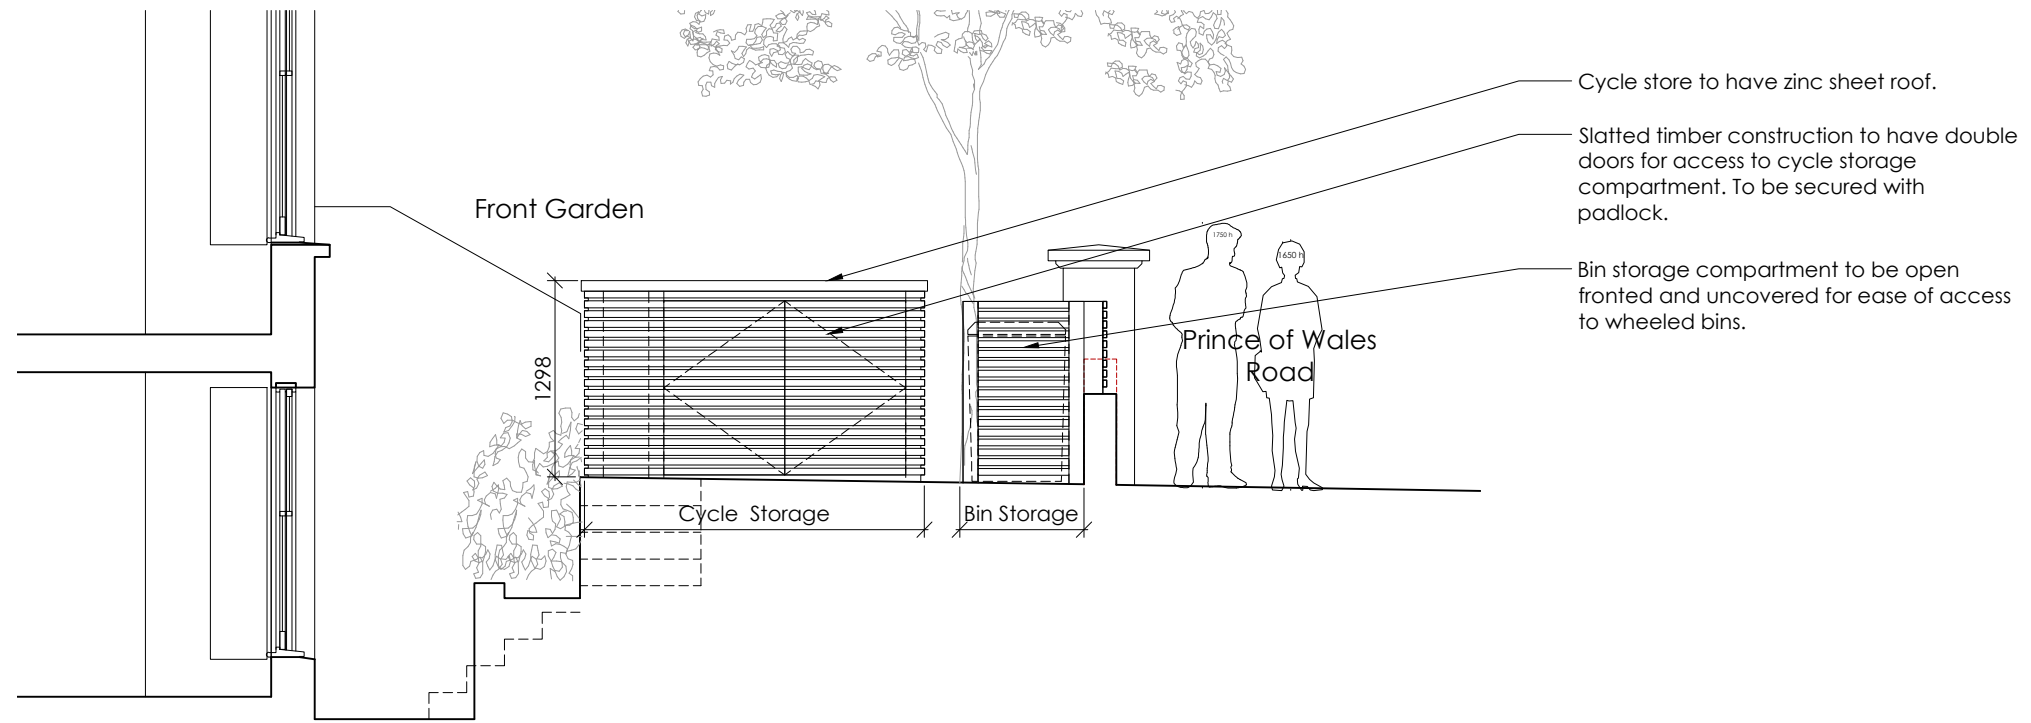 Cycle store to have zinc sheet roof.
Slatted timber construction to have double
doors for access to cycle storage
compartment. To be secured with
padlock.
Front Garden
1750 h
1650 h
Bin storage compartment to be open
fronted and uncovered for ease of access
to wheeled bins.
Prince of Wales
Road
1298
Cycle Storage
Bin Storage